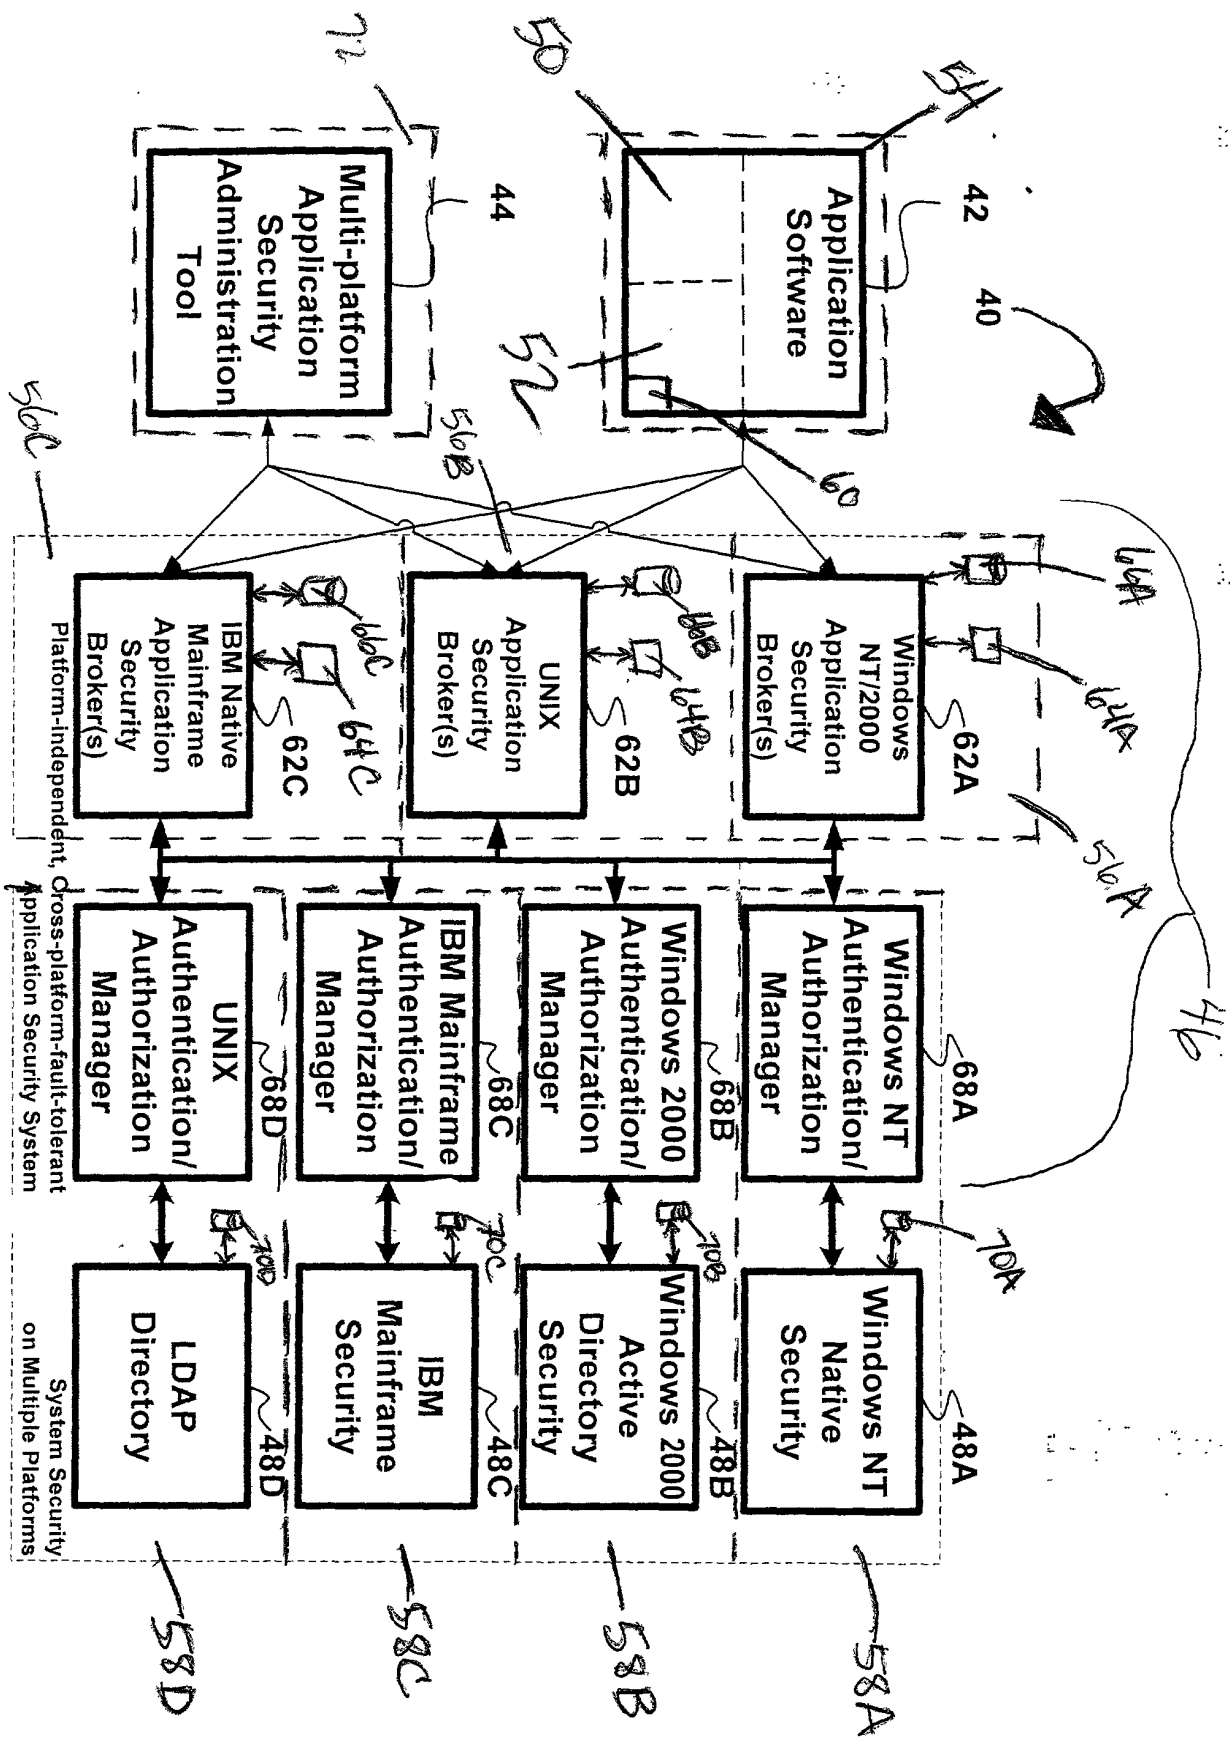 40
46
54
42
Application
Software
50
52
60
72
44
Multi-platform
Application
Security
Administration
Tool
66A
64A
56A
62A
Windows
NT/2000
Application
Security
Broker(s)
56B
66B
64B
62B
UNIX
Application
Security
Broker(s)
56C
66C
64C
62C
IBM Native
Mainframe
Application
Security
Broker(s)
68A
Windows NT
Authentication/
Authorization
Manager
68B
Windows 2000
Authentication/
Authorization
Manager
68C
IBM Mainframe
Authentication/
Authorization
Manager
68D
UNIX
Authentication/
Authorization
Manager
Platform-independent, Cross-platform-fault-tolerant
Application Security System
70A
48A
Windows NT
Native
Security
58A
70B
48B
Windows 2000
Active
Directory
Security
58B
70C
48C
IBM
Mainframe
Security
58C
70D
48D
LDAP
Directory
58D
System Security
on Multiple Platforms